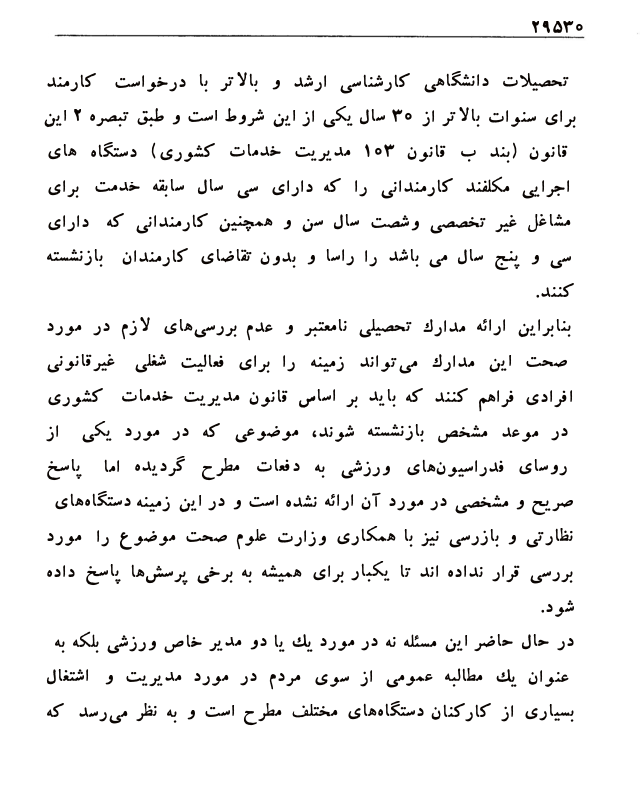 ۲۹۵۳۰
تحصیلات دانشگاهی کارشناسی ارشد و بالاتر با درخواست کارمند
برای سنوات بالاتر از ۳۰ سال یکی از این شروط است و طبق تبصره ۲ این
قانون (بند ب قانون ۱۰۳ مدیریت خدمات کشوری) دستگاه های
اجرایی مکلفند کارمندانی را که دارای سی سال سابقه خدمت برای
مشاغل غیر تخصصی وشصت سال سن و همچنین کارمندانی که دارای
سی و پنج سال می باشد را راسا و بدون تقاضای کارمندان بازنشسته
کنند.
بنابراین ارائه مدارك تحصیلی نامعتبر و عدم بررسی‌های لازم در مورد
صحت این مدارك می‌تواند زمینه را برای فعالیت شغلی غیرقانونی
افرادی فراهم کنند که باید بر اساس قانون مدیریت خدمات کشوری
در موعد مشخص بازنشسته شوند، موضوعی که در مورد یکی از
روسای فدراسیون‌های ورزشی به دفعات مطرح گردیده اما پاسخ
صریح و مشخصی در مورد آن ارائه نشده است و در این زمینه دستگاه‌های
نظارتی و بازرسی نیز با همکاری وزارت علوم صحت موضوع را مورد
بررسی قرار نداده اند تا یکبار برای همیشه به برخی پرسش‌ها پاسخ داده
شود.
در حال حاضر این مسئله نه در مورد یك یا دو مدیر خاص ورزشی بلکه به
عنوان یك مطالبه عمومی از سوی مردم در مورد مدیریت و اشتغال
بسیاری از کارکنان دستگاه‌های مختلف مطرح است و به نظر می‌رسد که